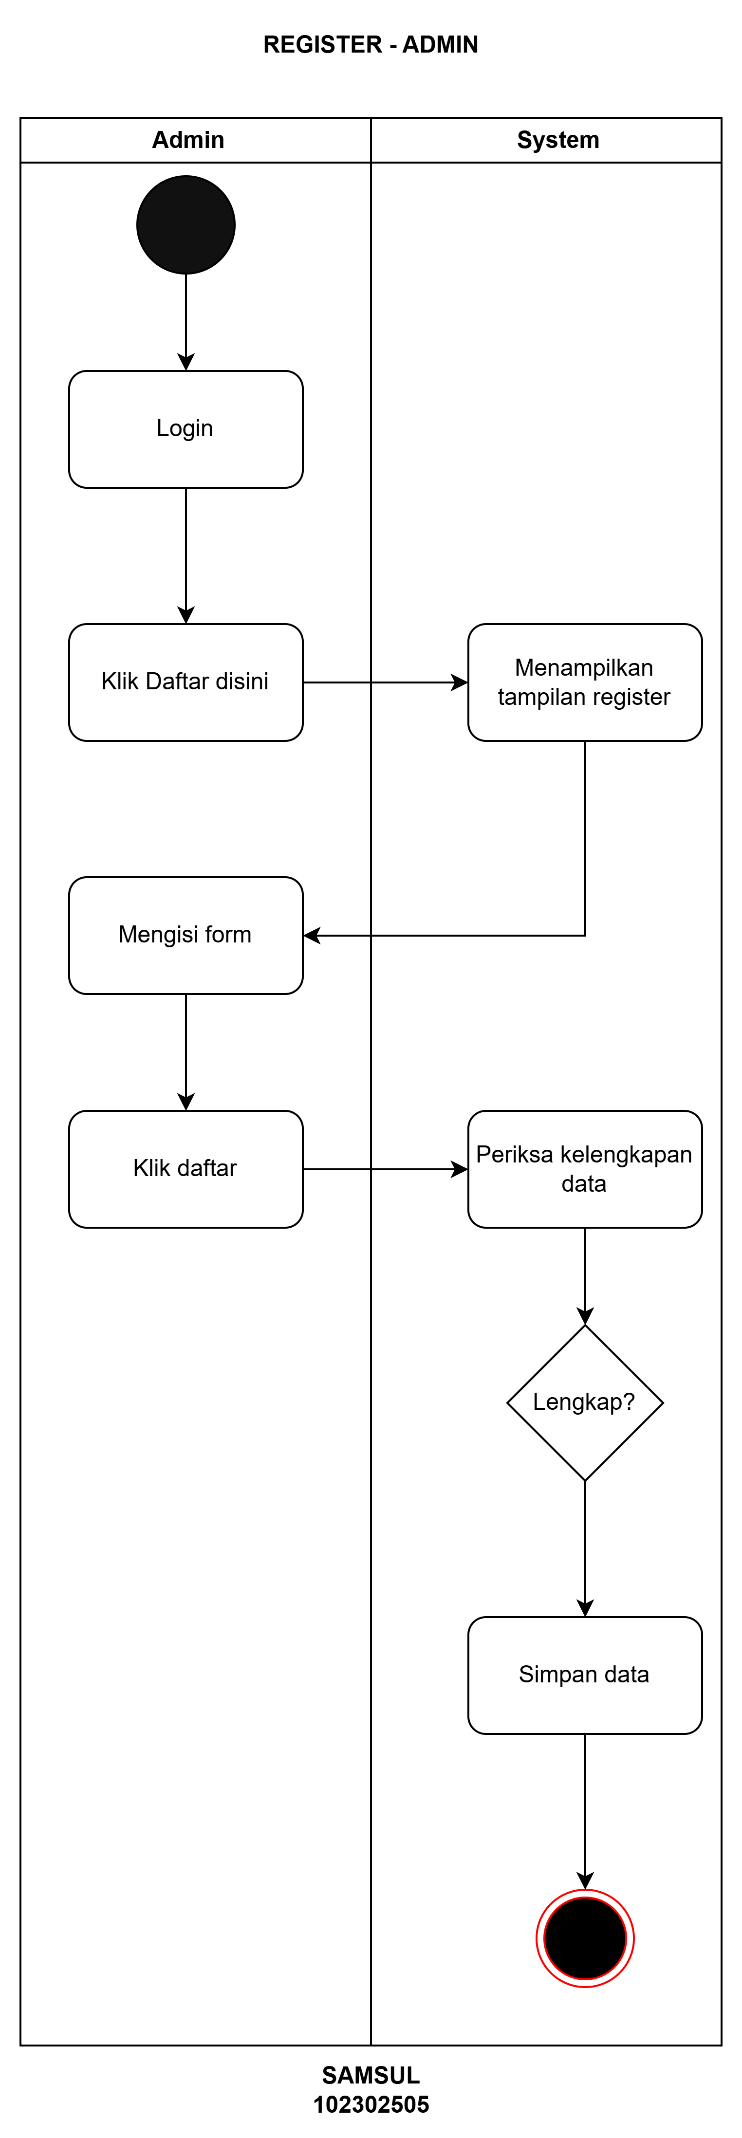 REGISTER - ADMIN
Admin
System
Login
Klik Daftar disini
Menampilkan
tampilan register
Mengisi form
Klik daftar
Periksa kelengkapan
data
Lengkap?
Simpan data
SAMSUL
102302505